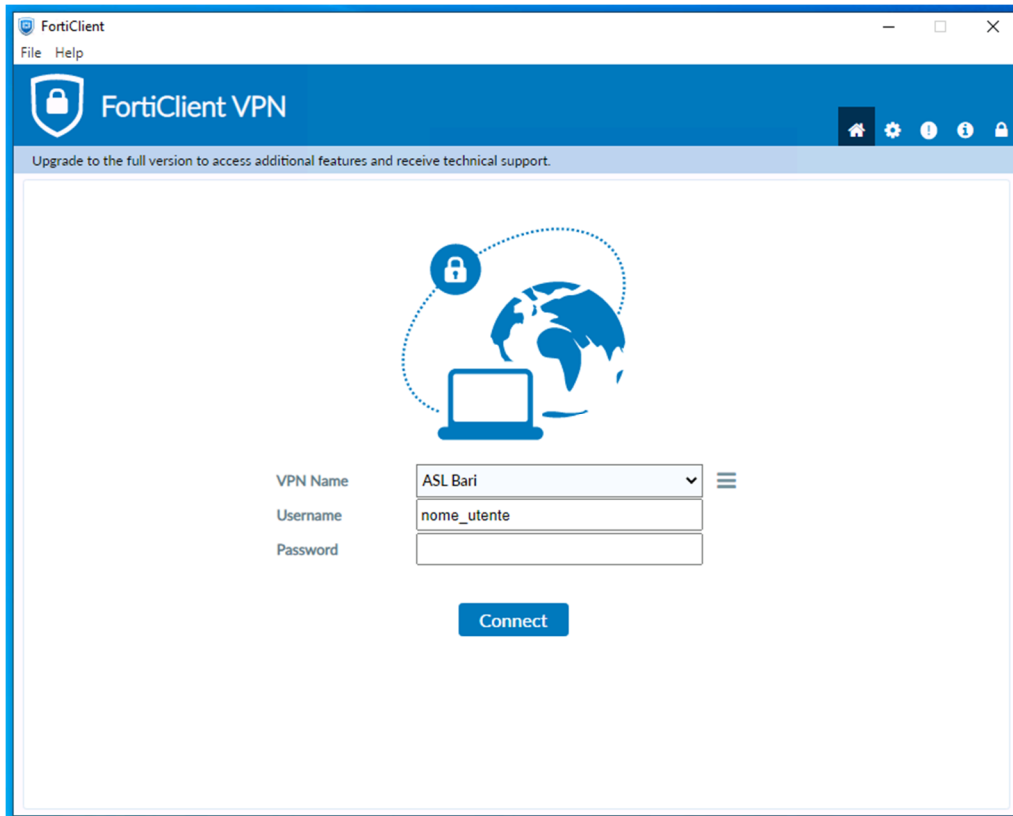 FortiClient
File Help
FortiClient VPN
Upgrade to the full version to access additional features and receive technical support.
VPN Name ASL Bari
Username nome_utente
Password
Connect